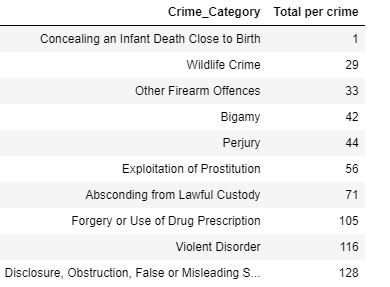 Crime_Category Total per crime
Concealing an Infant Death Close to Birth 1
Wildlife Crime 29
Other Firearm Offences 33
Bigamy 42
Perjury 44
Exploitation of Prostitution 56
Absconding from Lawful Custody 71
Forgery or Use of Drug Prescription 105
Violent Disorder 116
Disclosure, Obstruction, False or Misleading S... 128